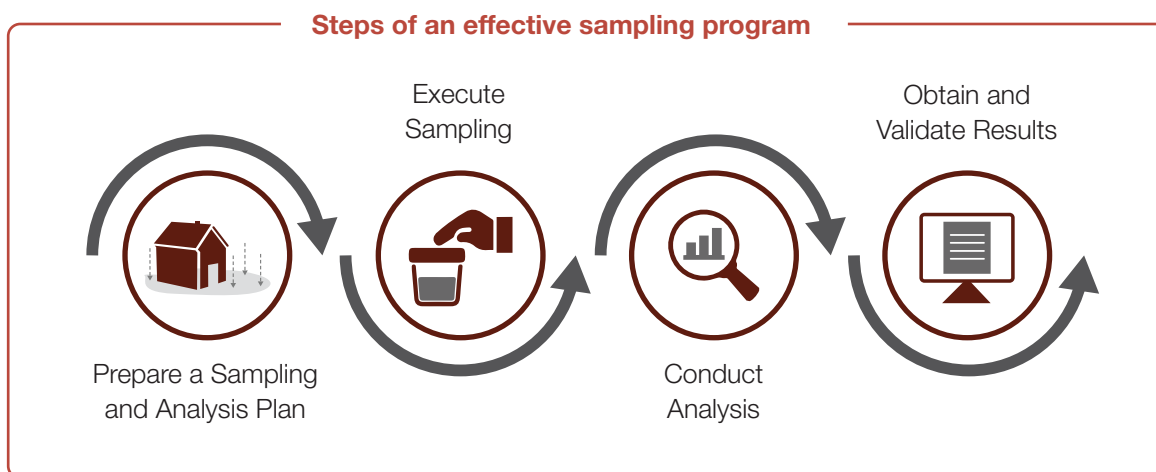 Steps of an effective sampling program
Prepare a Sampling
and Analysis Plan
Execute
Sampling
Conduct
Analysis
Obtain and
Validate Results